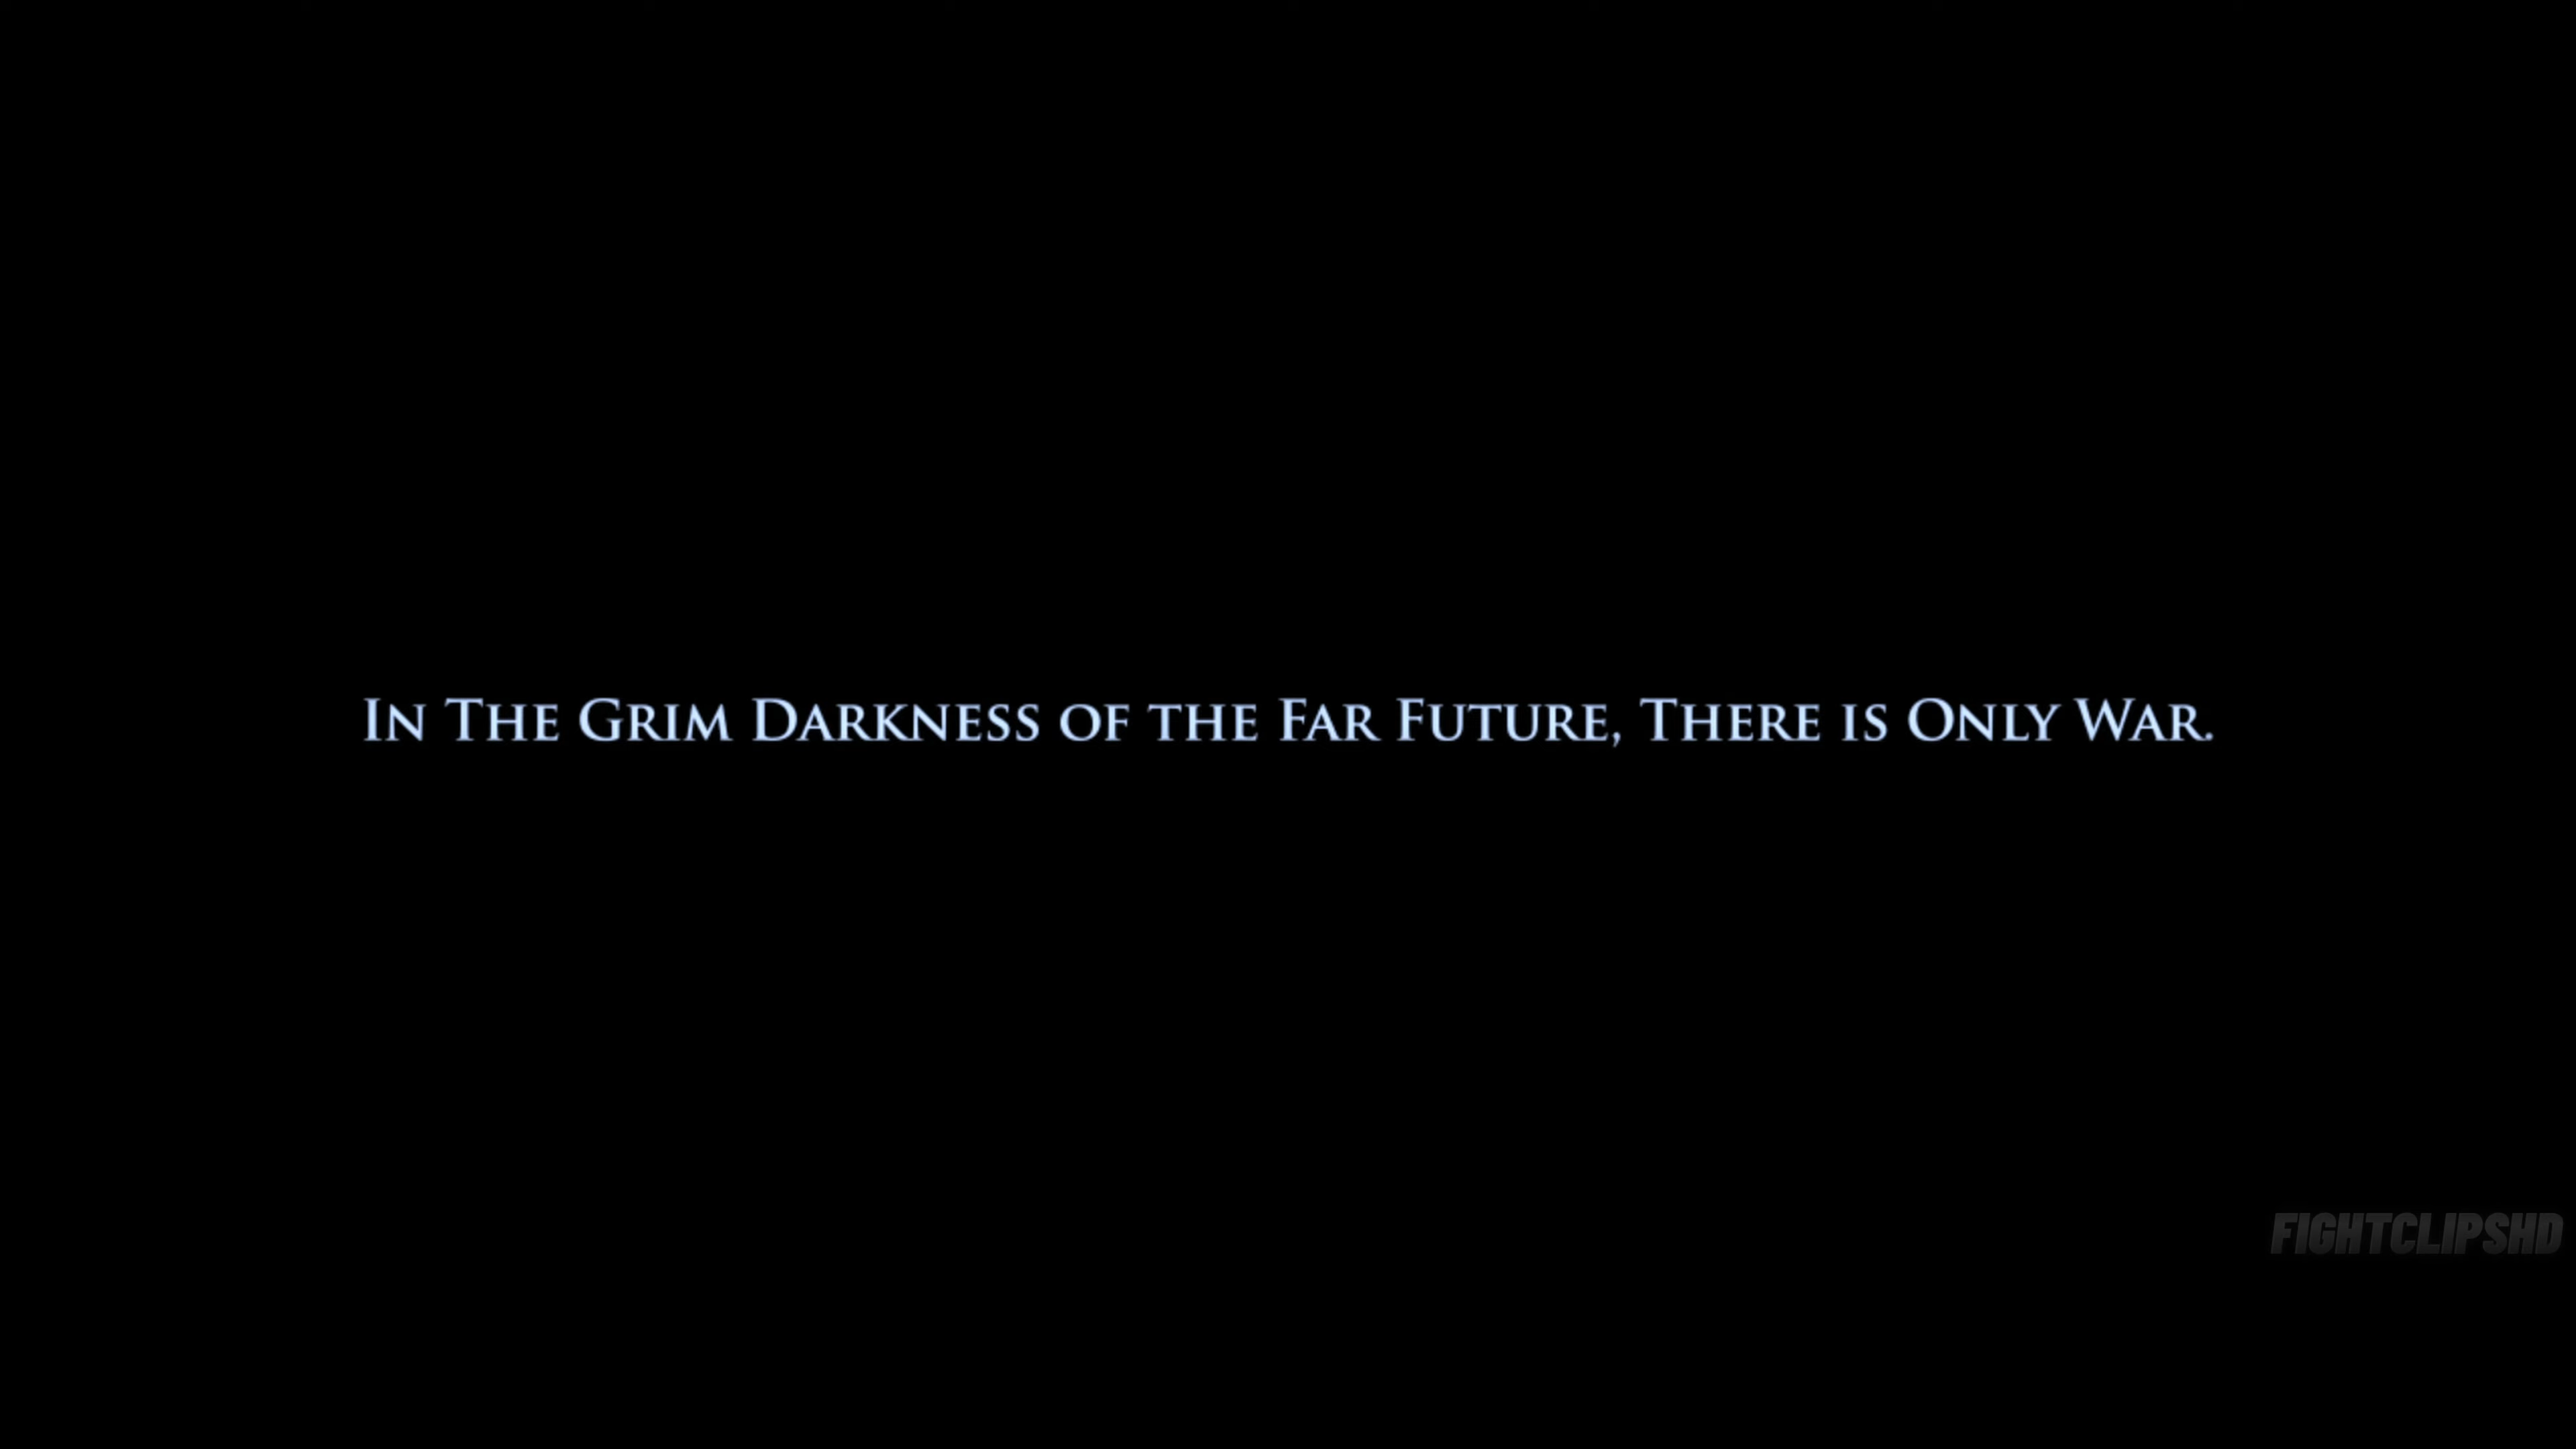 In The Grim Darkness of the Far Future, There is Only War.
FIGHTCLIPSHD